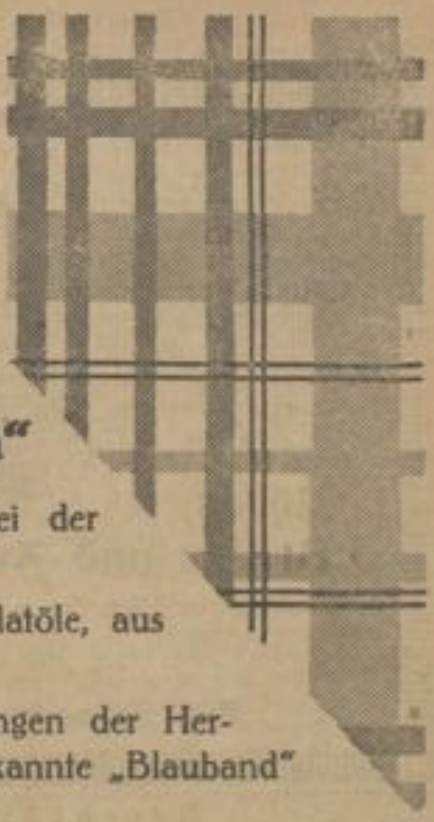 “
ei der
latöle, aus
ngen der Her-
kannte „Blauband“